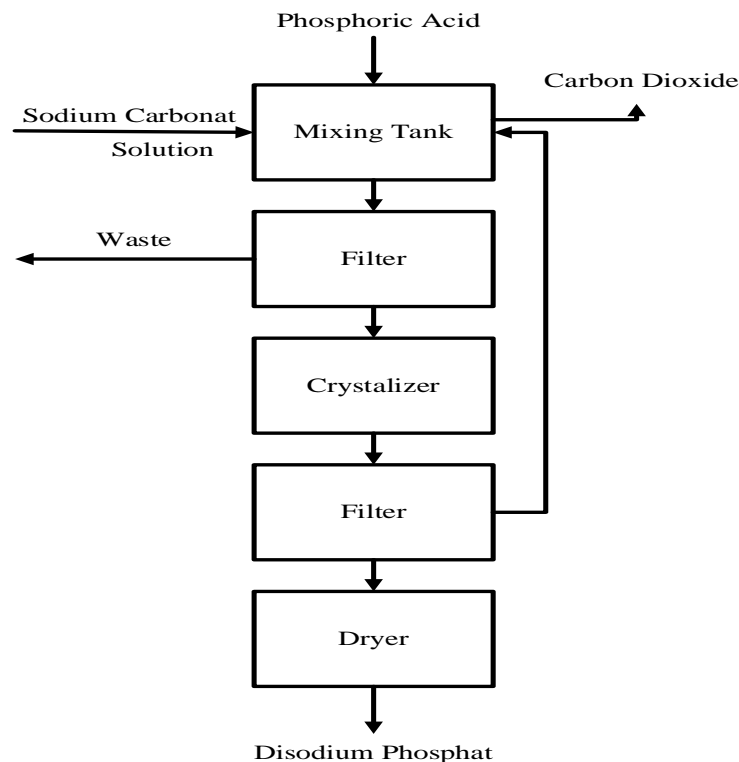 Phosphoric Acid
Carbon Dioxide
Sodium Carbonat
Solution
Mixing Tank
Waste
Filter
Crystalizer
Filter
Dryer
Disodium Phosphat